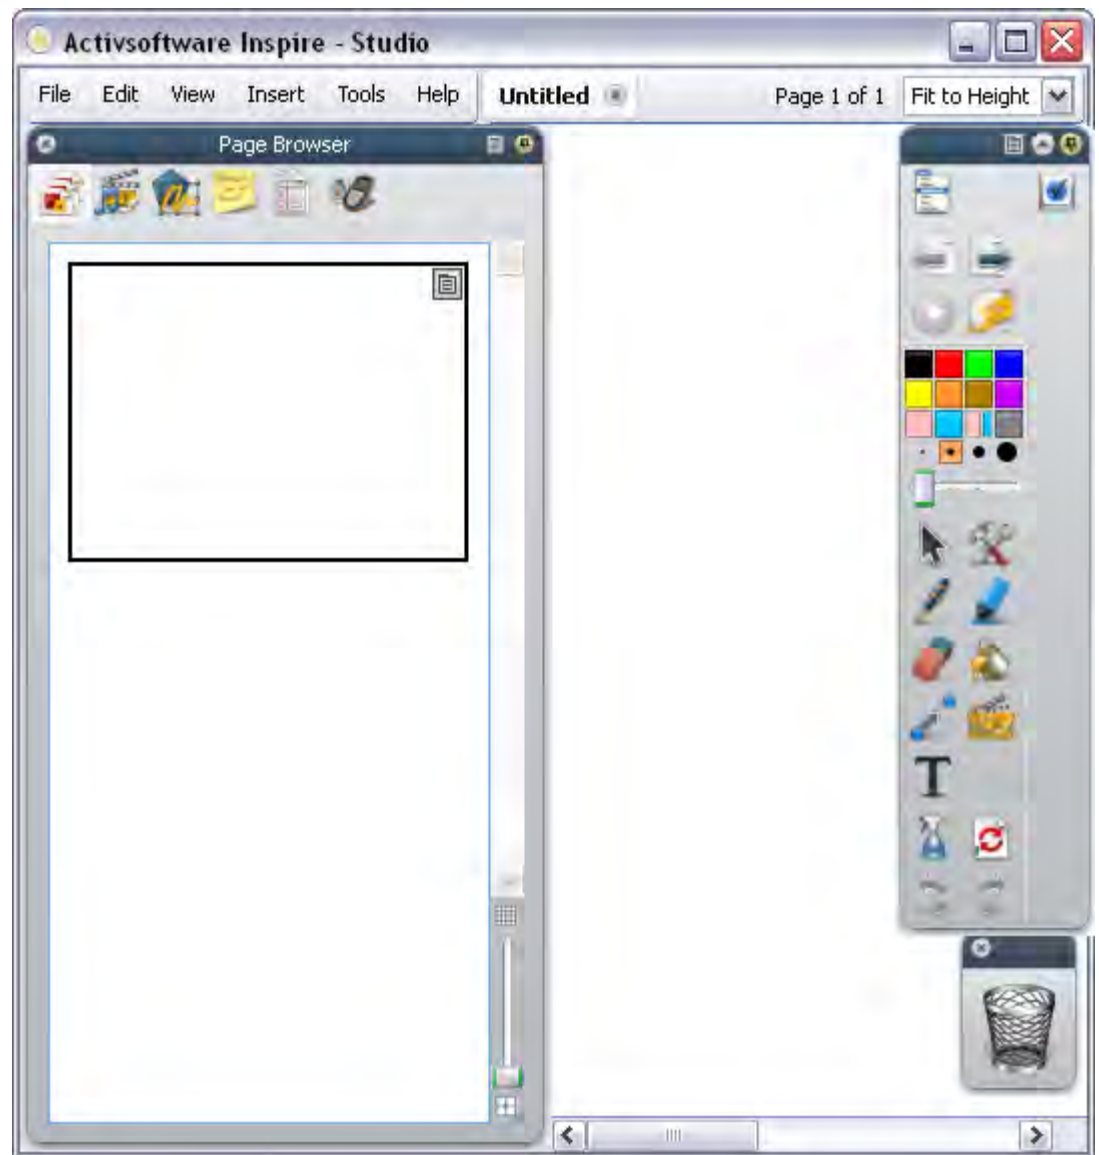 Activsoftware Inspire - Studio
File Edit View Insert Tools Help Untitled Page 1 of 1 Fit to Height
Page Browser
T